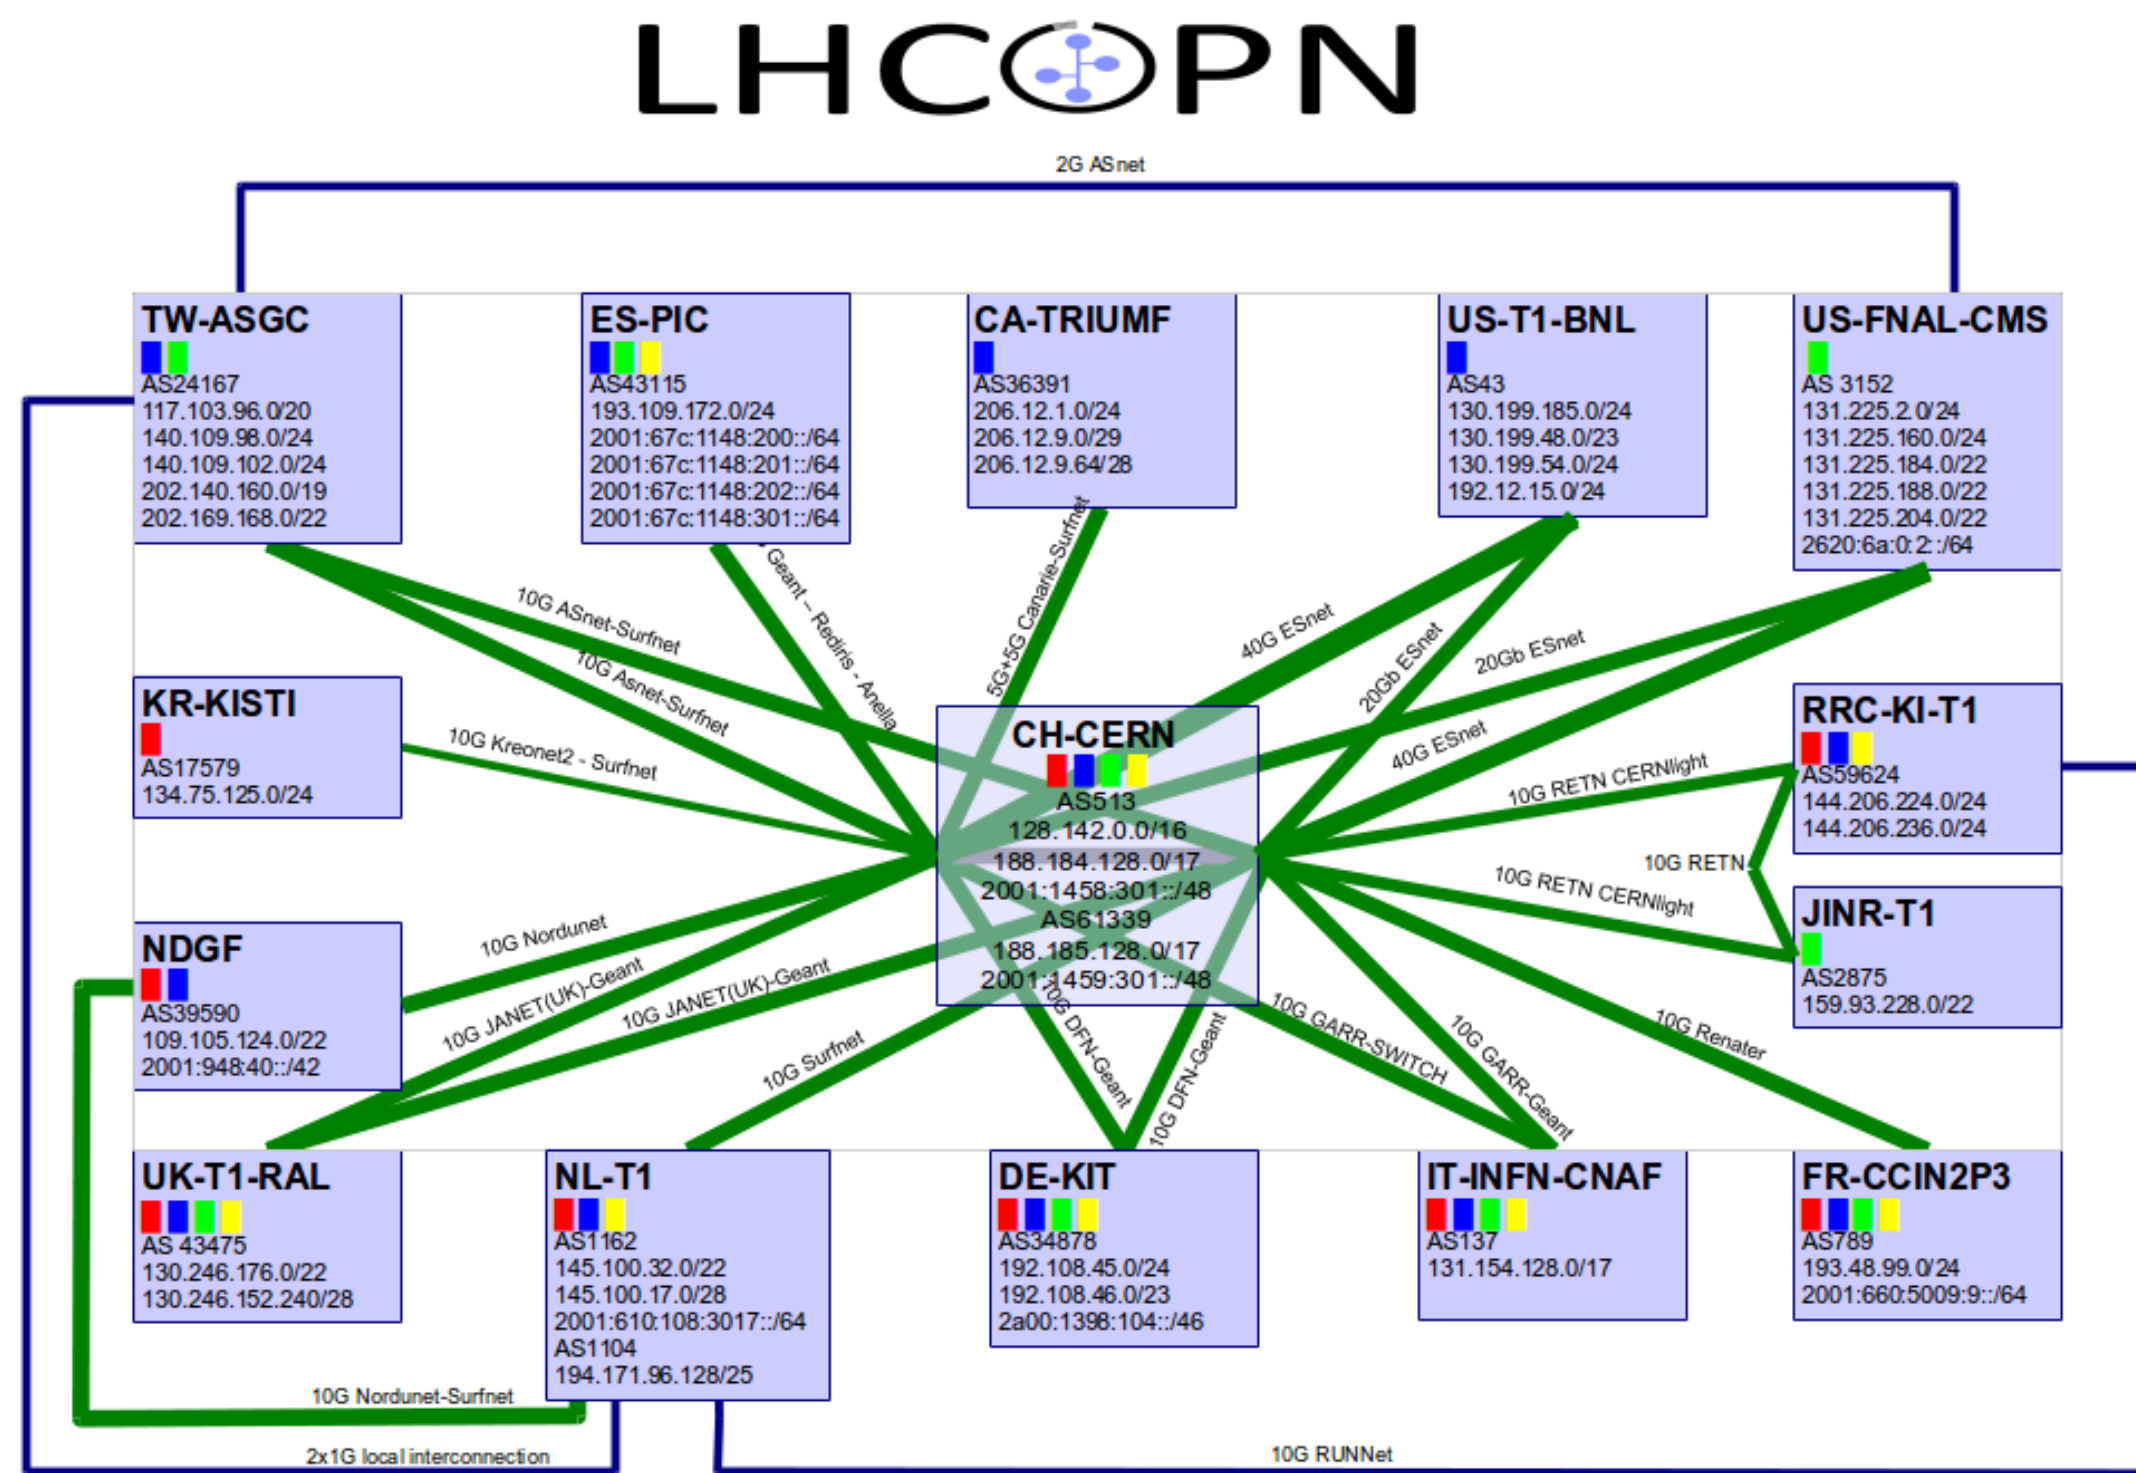 LHCOPN
2G ASnet
TW-ASGC
AS24167
117.103.96.0/20
140.109.98.0/24
140.109.102.0/24
202.140.160.0/19
202.169.168.0/22
ES-PIC
AS43115
193.109.172.0/24
2001:67c:1148:200::/64
2001:67c:1148:201::/64
2001:67c:1148:202::/64
2001:67c:1148:301::/64
CA-TRIUMF
AS36391
206.12.1.0/24
206.12.9.0/29
206.12.9.64/28
US-T1-BNL
AS43
130.199.185.0/24
130.199.48.0/23
130.199.54.0/24
192.12.15.0/24
US-FNAL-CMS
AS 3152
131.225.2.0/24
131.225.160.0/24
131.225.184.0/22
131.225.188.0/22
131.225.204.0/22
2620:6a:0:2::/64
10G ASnet-Surfnet
10G Asnet-Surfnet
Geant – Rediris - Anella
5G+5G Canarie-Surfnet
40G ESnet
20Gb ESnet
20Gb ESnet
40G ESnet
KR-KISTI
AS17579
134.75.125.0/24
10G Kreonet2 - Surfnet
CH-CERN
AS513
128.142.0.0/16
188.184.128.0/17
2001:1458:301::/48
AS61339
188.185.128.0/17
2001:1459:301::/48
RRC-KI-T1
AS59624
144.206.224.0/24
144.206.236.0/24
10G RETN CERNlight
10G RETN
10G RETN CERNlight
JINR-T1
AS2875
159.93.228.0/22
NDGF
AS39590
109.105.124.0/22
2001:948:40::/42
10G Nordunet
10G JANET(UK)-Geant
10G JANET(UK)-Geant
10G Surfnet
10G DFN-Geant
10G DFN-Geant
10G GARR-SWITCH
10G GARR-Geant
10G Renater
UK-T1-RAL
AS 43475
130.246.176.0/22
130.246.152.240/28
NL-T1
AS1162
145.100.32.0/22
145.100.17.0/28
2001:610:108:3017::/64
AS1104
194.171.96.128/25
DE-KIT
AS34878
192.108.45.0/24
192.108.46.0/23
2a00:1398:104::/46
IT-INFN-CNAF
AS137
131.154.128.0/17
FR-CCIN2P3
AS789
193.48.99.0/24
2001:660:5009:9::/64
10G Nordunet-Surfnet
2x1G local interconnection
10G RUNNet